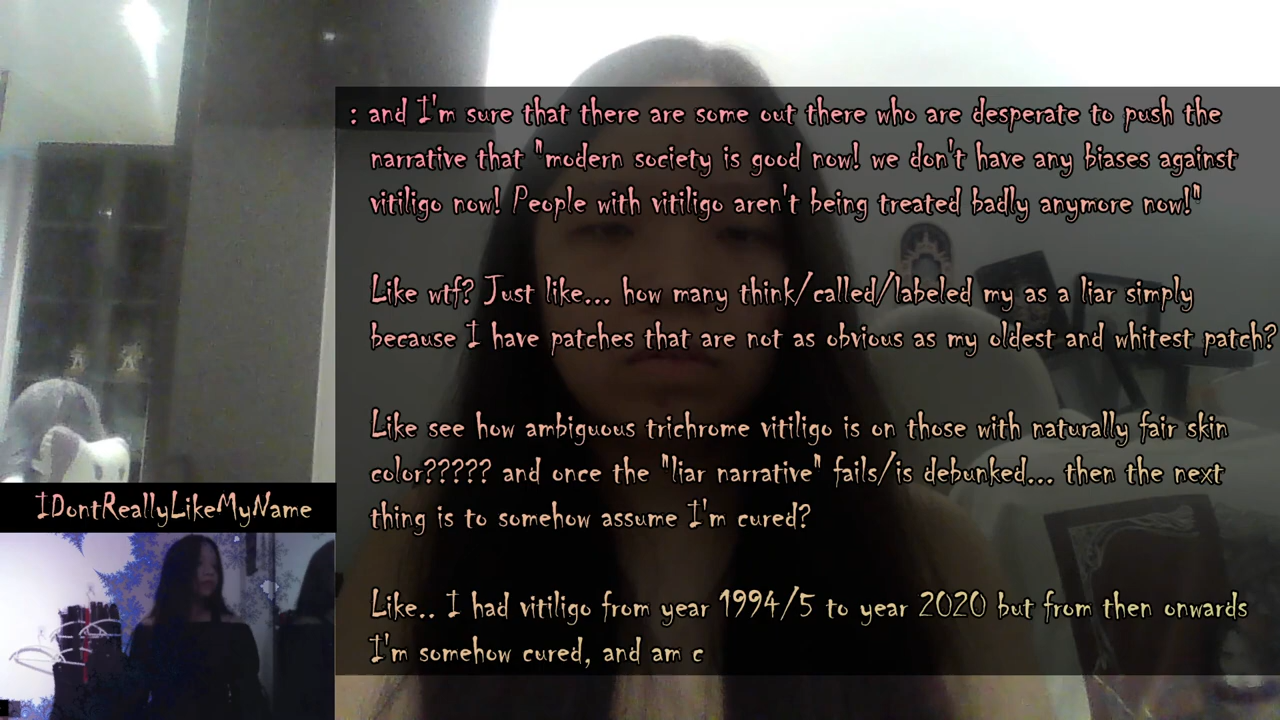 : and I'm sure that there are some out there who are desperate to push the
narrative that "modern society is good now! we don't have any biases against
vitiligo now! People with vitiligo aren't being treated badly anymore now!"
Like wtf? Just like... how many think/called/labeled my as a liar simply
because I have patches that are not as obvious as my oldest and whitest patch?
Like see how ambiguous trichrome vitiligo is on those with naturally fair skin
color????? and once the "liar narrative" fails/is debunked... then the next
thing is to somehow assume I'm cured?
Like.. I had vitiligo from year 1994/5 to year 2020 but from then onwards
I'm somehow cured, and am c
IDontReallyLikeMyName